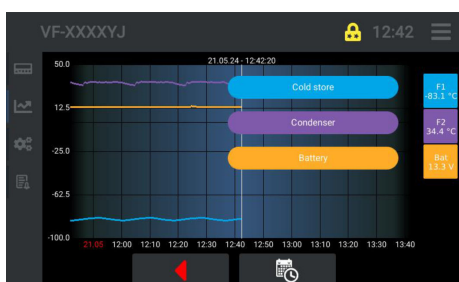 VF-XXXXYJ
12:42
21.05.24 - 12:42:20
50.0
12.5
-25.0
-62.5
-100.0
Cold store
Condenser
Battery
F1
-83.1 °C
F2
34.4 °C
Bat
13.3 V
21.05 12:00 12:10 12:20 12:30 12:40 12:50 13:00 13:10 13:20 13:30 13:40